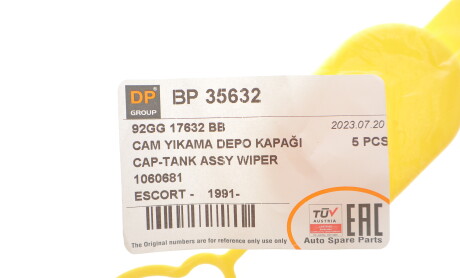 DP GROUP
BP 35632
92GG 17632 BB
2023.07.20
CAM YIKAMA DEPO KAPAĞI
5 PCS
CAP-TANK ASSY WIPER
1060681
ESCORT - 1991-
TÜV
AUSTRIA
EAC
Auto Spare Parts
The Original numbers are for reference only use only